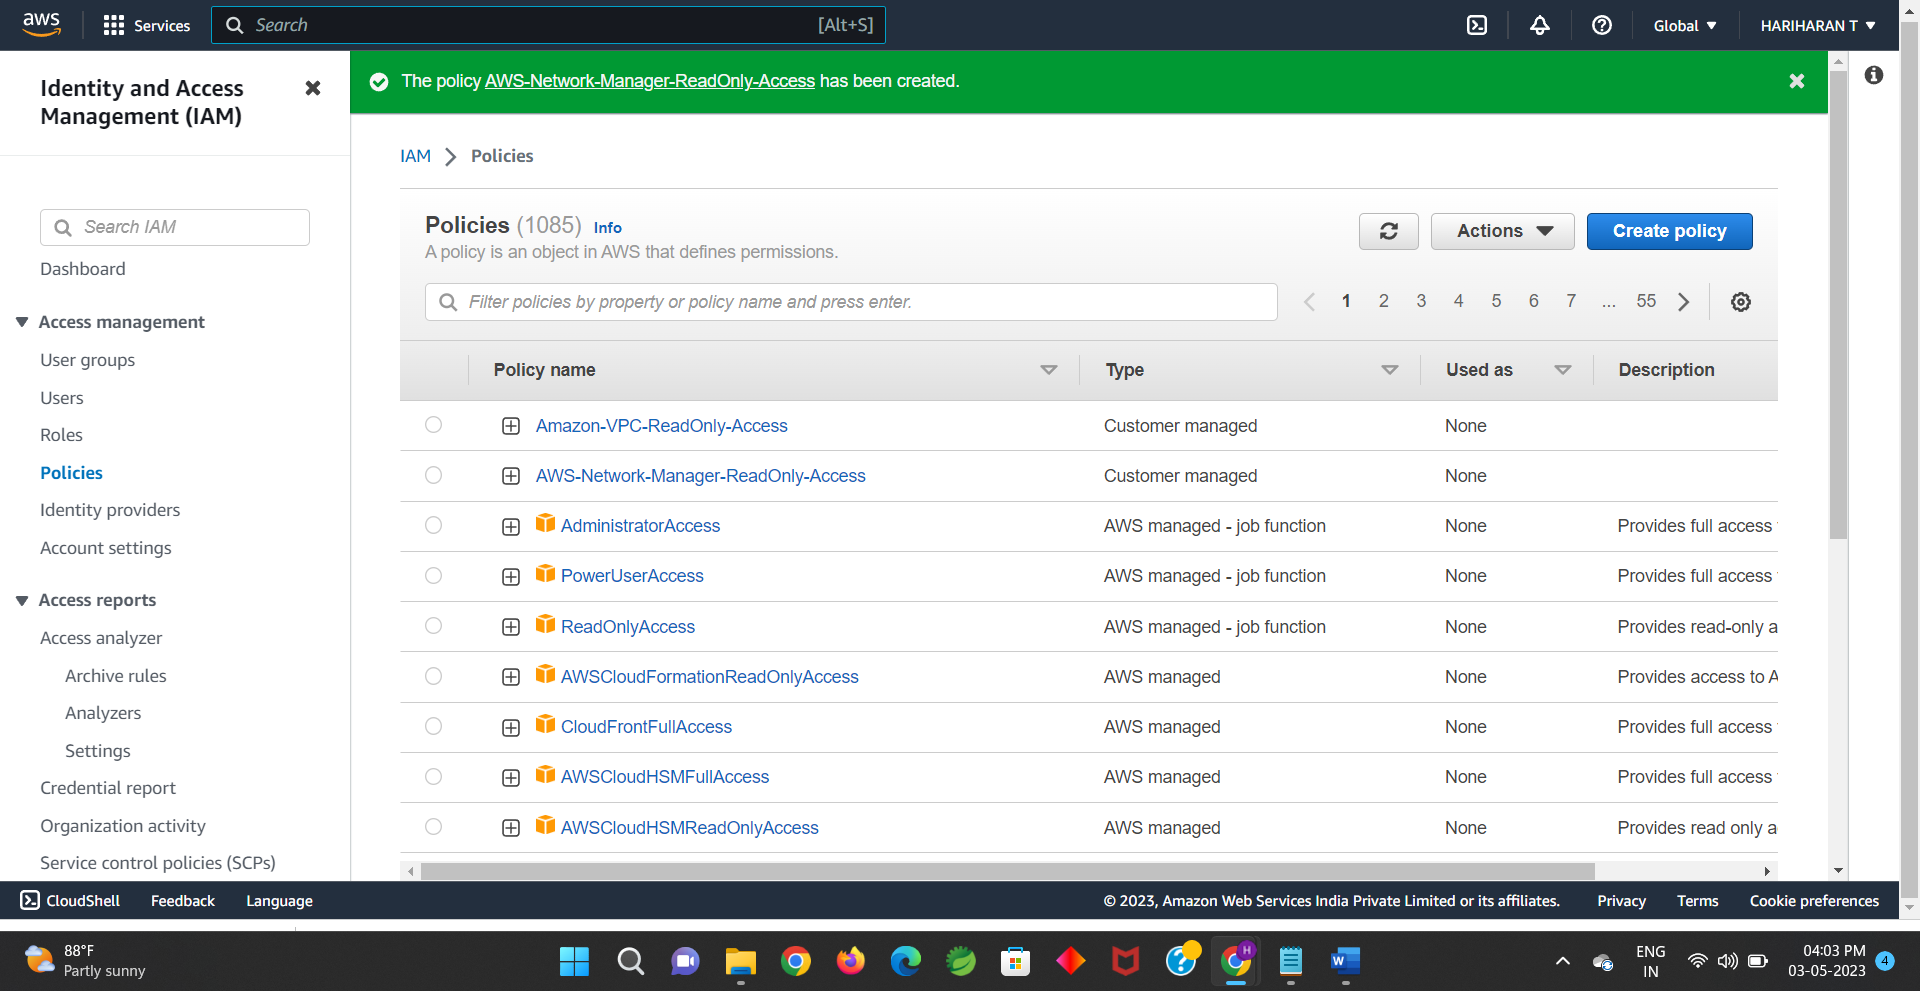 aws
Services
Search
[Alt+S]
Global
HARIHARAN T
Identity and Access
Management (IAM)
Search IAM
Dashboard
Access management
User groups
Users
Roles
Policies
Identity providers
Account settings
Access reports
Access analyzer
Archive rules
Analyzers
Settings
Credential report
Organization activity
Service control policies (SCPs)
The policy AWS-Network-Manager-ReadOnly-Access has been created.
IAM > Policies
Policies (1085) Info
A policy is an object in AWS that defines permissions.
Actions
Create policy
Filter policies by property or policy name and press enter.
1 2 3 4 5 6 7 ... 55
Policy name Type Used as Description
Amazon-VPC-ReadOnly-Access Customer managed None
AWS-Network-Manager-ReadOnly-Access Customer managed None
AdministratorAccess AWS managed - job function None Provides full access
PowerUserAccess AWS managed - job function None Provides full access
ReadOnlyAccess AWS managed - job function None Provides read-only a
AWSCloudFormationReadOnlyAccess AWS managed None Provides access to A
CloudFrontFullAccess AWS managed None Provides full access
AWSCloudHSMFullAccess AWS managed None Provides full access
AWSCloudHSMReadOnlyAccess AWS managed None Provides read only a
CloudShell Feedback Language
© 2023, Amazon Web Services India Private Limited or its affiliates. Privacy Terms Cookie preferences
88°F
Partly sunny
H
W
ENG
IN
04:03 PM
03-05-2023
4